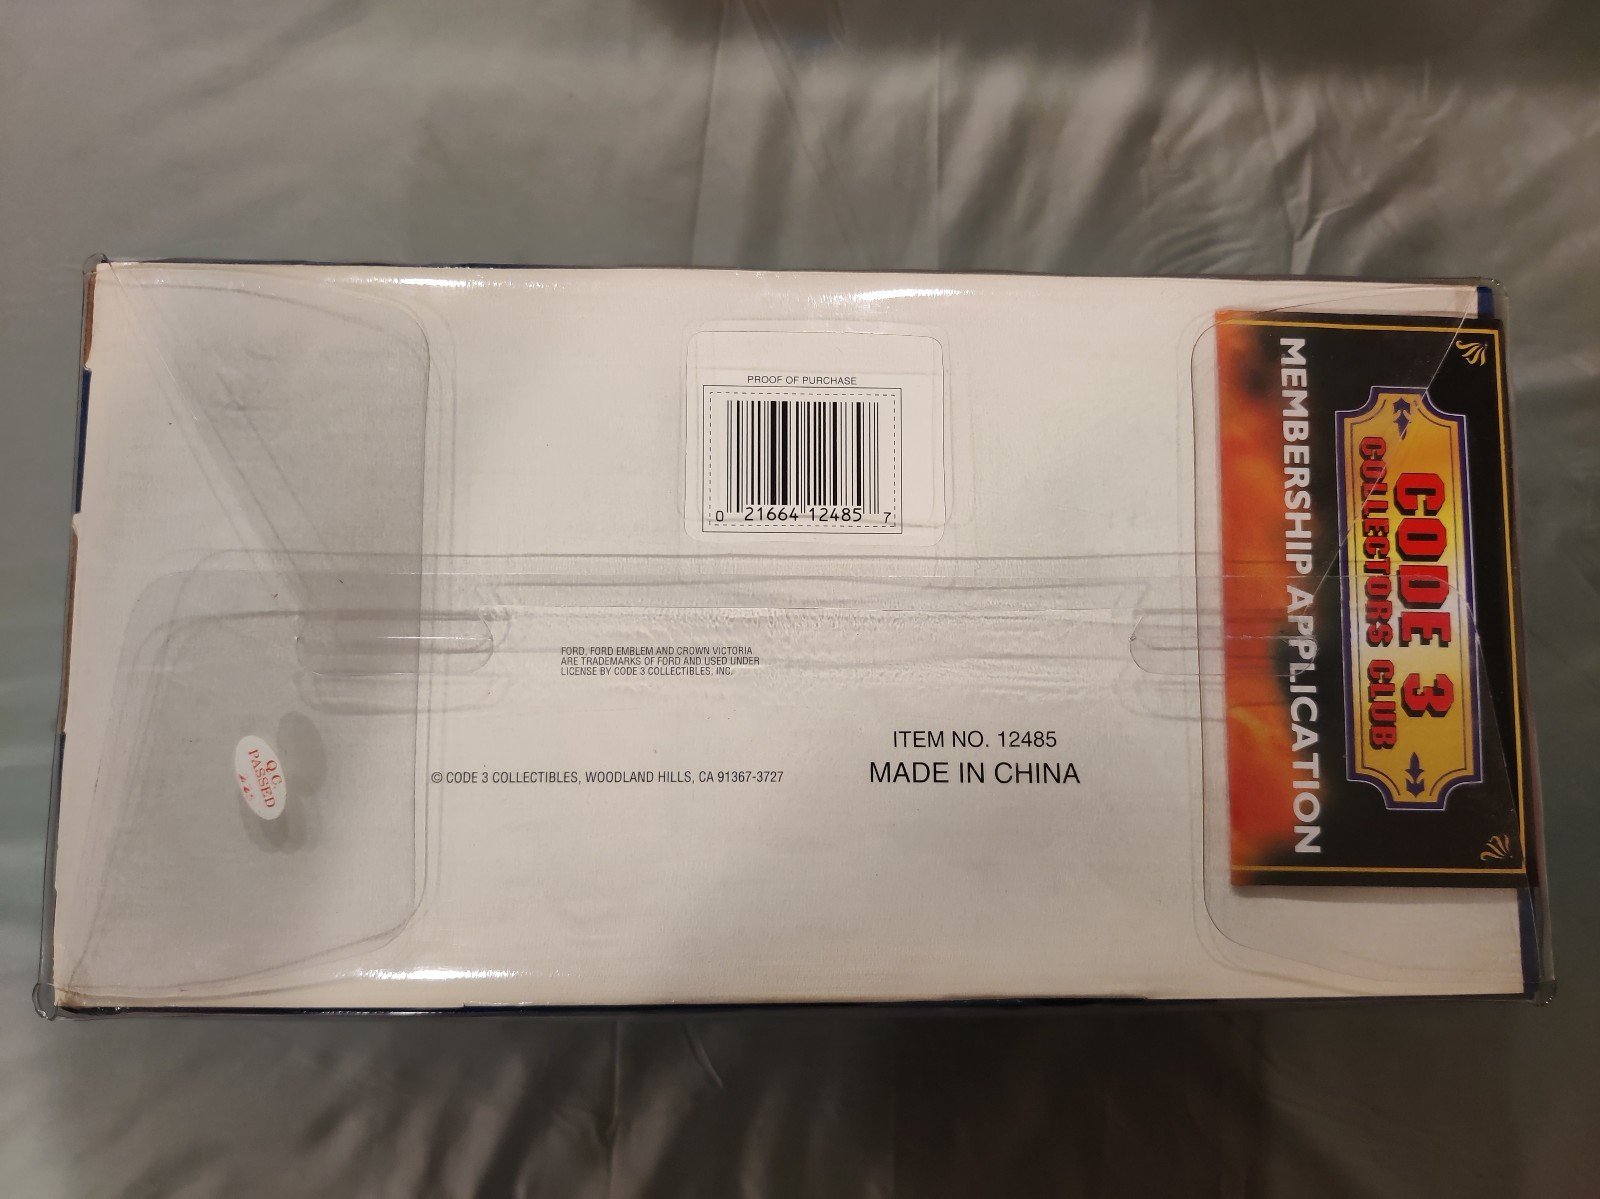 PROOF OF PURCHASE
0 21664 12485 7
FORD, FORD EMBLEM AND CROWN VICTORIA
ARE TRADEMARKS OF FORD AND USED UNDER
LICENSE BY CODE 3 COLLECTIBLES, INC.
ITEM NO. 12485
MADE IN CHINA
© CODE 3 COLLECTIBLES, WOODLAND HILLS, CA 91367-3727
Q.C.
PASSED
CODE 3
COLLECTORS CLUB
MEMBERSHIP APPLICATION